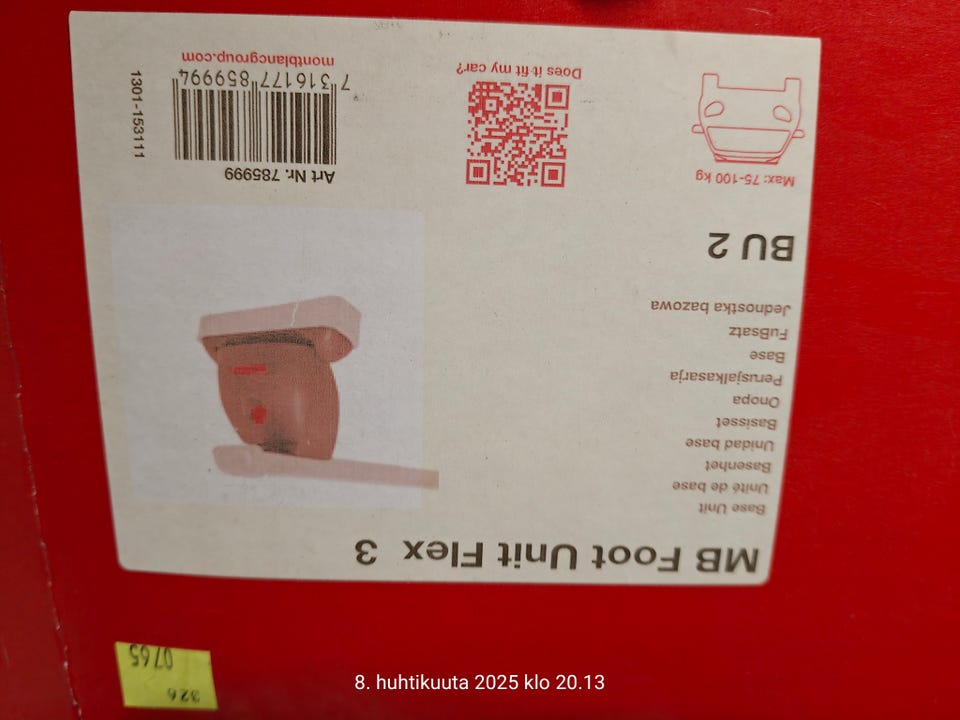 MB Foot Unit Flex 3
Base Unit
Unité de base
Basenhet
Unidad base
Basisset
Опора
Perusjalkasarja
Base
Fußsatz
Jednostka bazowa
BU 2
Max: 75-100 kg
Does it fit my car?
Art Nr. 785999
7 316177 859994
montblancgroup.com
1301-153111
326
0765
8. huhtikuuta 2025 klo 20.13